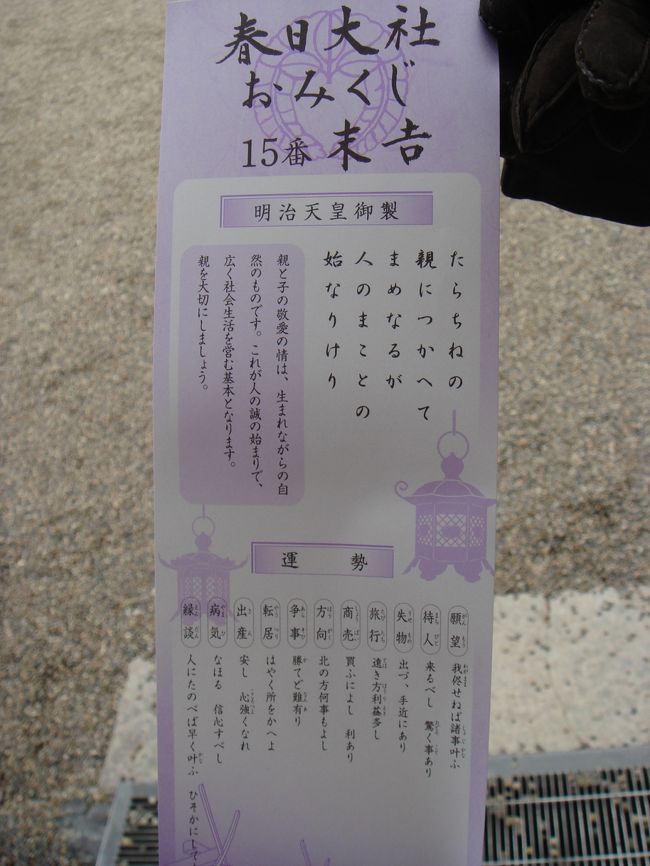 春日大社
おみくじ
15番 末吉
明治天皇御製
たらちねの
親につかへて
まめなるが
人のまことの
始なりけり
親と子の敬愛の情は、生まれながらの自
然のものです。これが人の誠の始まりで、
広く社会生活を営む基本となります。
親を大切にしましょう。
運勢
願望 我侭せねば諸事叶ふ
待人 来るべし 驚く事あり
失物 出づ、手近にあり
旅行 遠き方利益多し
商売 買ふによし 利あり
方向 北の方何事もよし
争事 勝てど難有り
転居 はやく所をかへよ
出産 安し 心強くなれ
病気 なほる 信心すべし
縁談 人にたのべば早く叶ふ ひそかにして